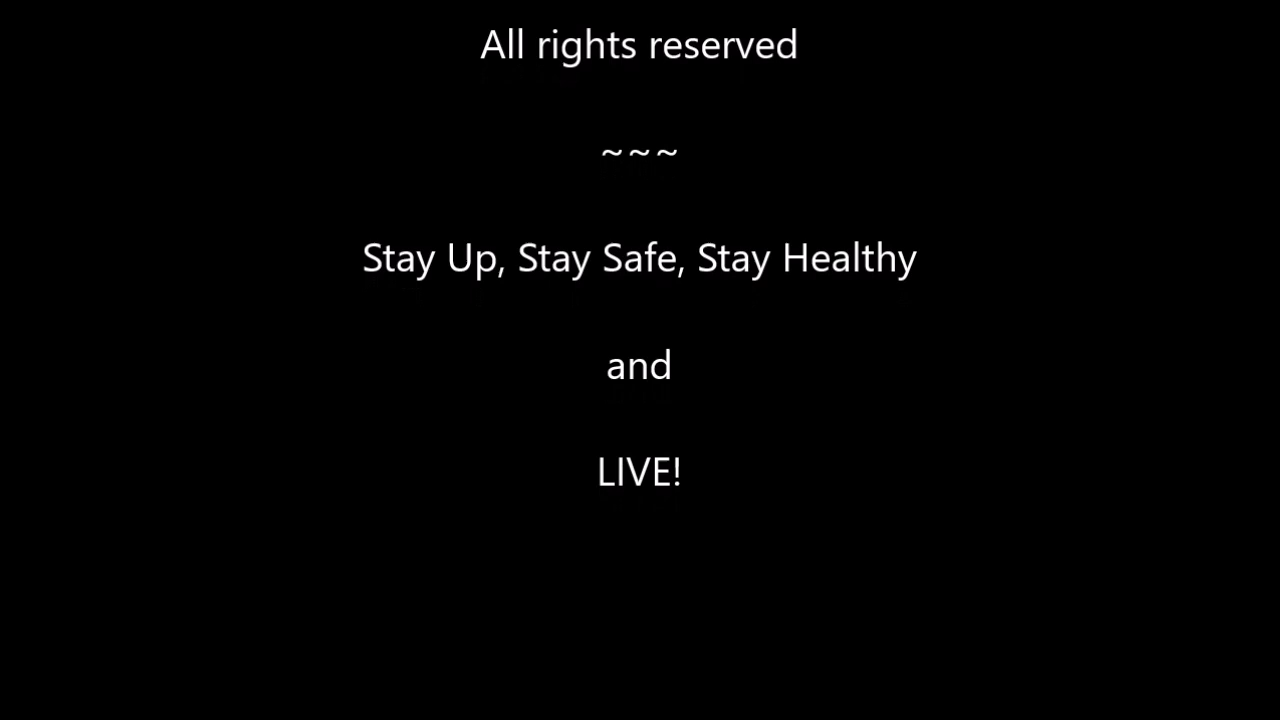 All rights reserved
~~~
Stay Up, Stay Safe, Stay Healthy
and
LIVE!